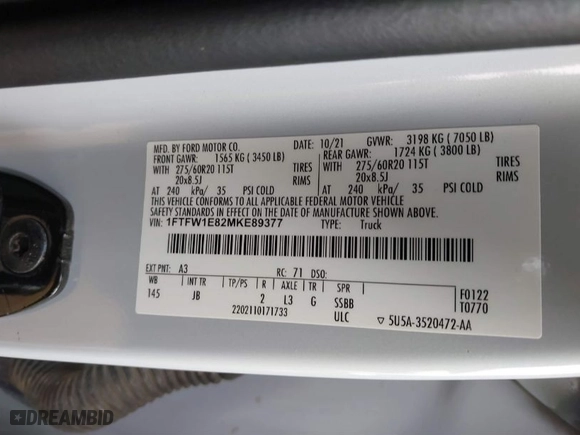 MFD. BY FORD MOTOR CO. 10/21 GVWR: 3198 KG ( 7050 LB)
FRONT GAWR: 1565 KG ( 3450 LB) REAR GAWR: 1724 KG ( 3800 LB)
WITH 275/60R20 115T TIRES WITH 275/60R20 115T TIRES
20x8.5J RIMS 20x8.5J RIMS
AT 240 kPa/ 35 PSI COLD AT 240 kPa/ 35 PSI COLD
THIS VEHICLE CONFORMS TO ALL APPLICABLE FEDERAL MOTOR VEHICLE
SAFETY STANDARDS IN EFFECT ON THE DATE OF MANUFACTURE SHOWN ABOVE.
VIN: 1FTFW1E82MKE89377 TYPE: Truck
EXT PNT: A3 RC: 71 DSO:
WB INT TR TP/PS R AXLE TR SPR
145 JB 2 L3 G SSBB F0122
2202110171733 ULC T0770
▽ 5U5A-3520472-AA
DREAMBID